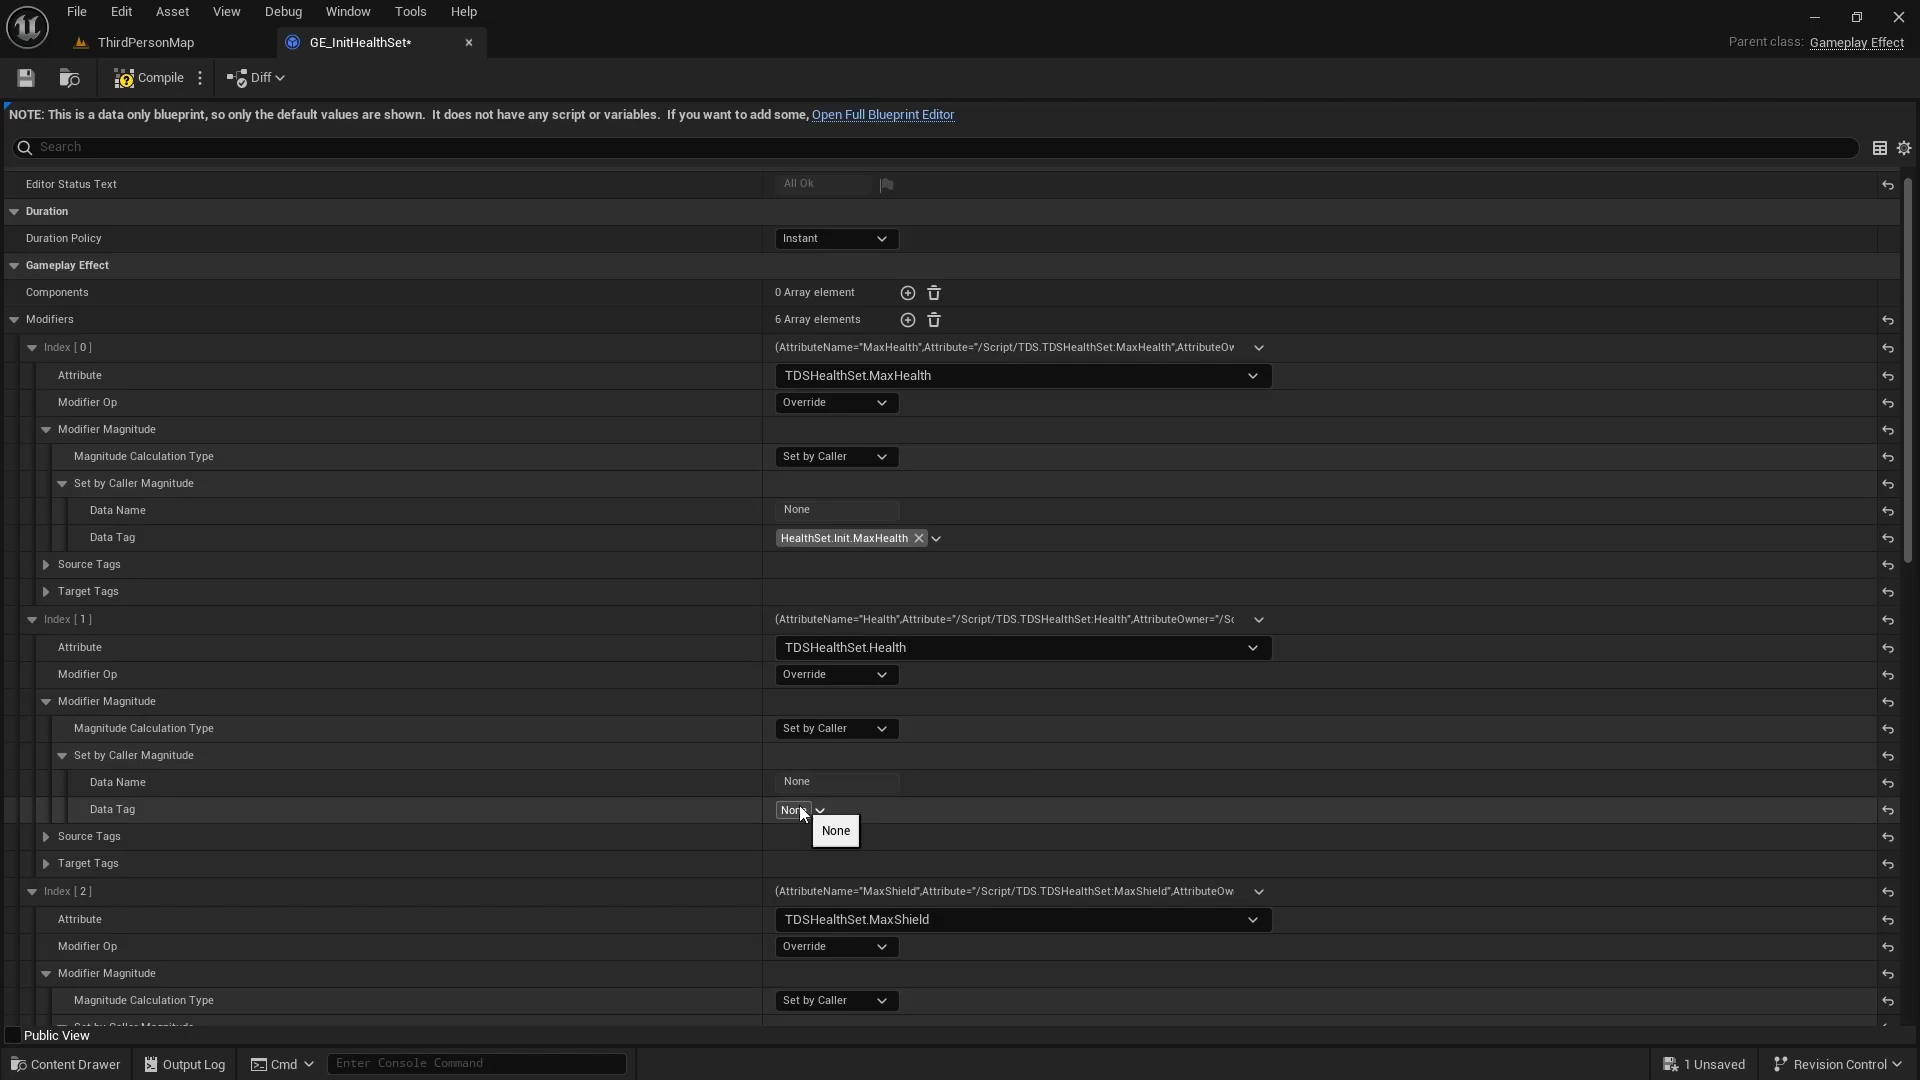 File Edit Asset View Debug Window Tools Help
ThirdPersonMap GE_InitHealthSet*
Parent class: Gameplay Effect
Compile Diff
NOTE: This is a data only blueprint, so only the default values are shown. It does not have any script or variables. If you want to add some, Open Full Blueprint Editor
Search
Editor Status Text All Ok
Duration
Duration Policy Instant
Gameplay Effect
Components 0 Array element
Modifiers 6 Array elements
Index [ 0 ] (AttributeName="MaxHealth",Attribute="/Script/TDS.TDSHealthSet:MaxHealth",AttributeOw
Attribute TDSHealthSet.MaxHealth
Modifier Op Override
Modifier Magnitude
Magnitude Calculation Type Set by Caller
Set by Caller Magnitude
Data Name None
Data Tag HealthSet.Init.MaxHealth
Source Tags
Target Tags
Index [ 1 ] (AttributeName="Health",Attribute="/Script/TDS.TDSHealthSet:Health",AttributeOwner="/Sc
Attribute TDSHealthSet.Health
Modifier Op Override
Modifier Magnitude
Magnitude Calculation Type Set by Caller
Set by Caller Magnitude
Data Name None
Data Tag None
None
Source Tags
Target Tags
Index [ 2 ] (AttributeName="MaxShield",Attribute="/Script/TDS.TDSHealthSet:MaxShield",AttributeOw
Attribute TDSHealthSet.MaxShield
Modifier Op Override
Modifier Magnitude
Magnitude Calculation Type Set by Caller
Set by Caller Magnitude
Public View
Content Drawer Output Log Cmd Enter Console Command 1 Unsaved Revision Control